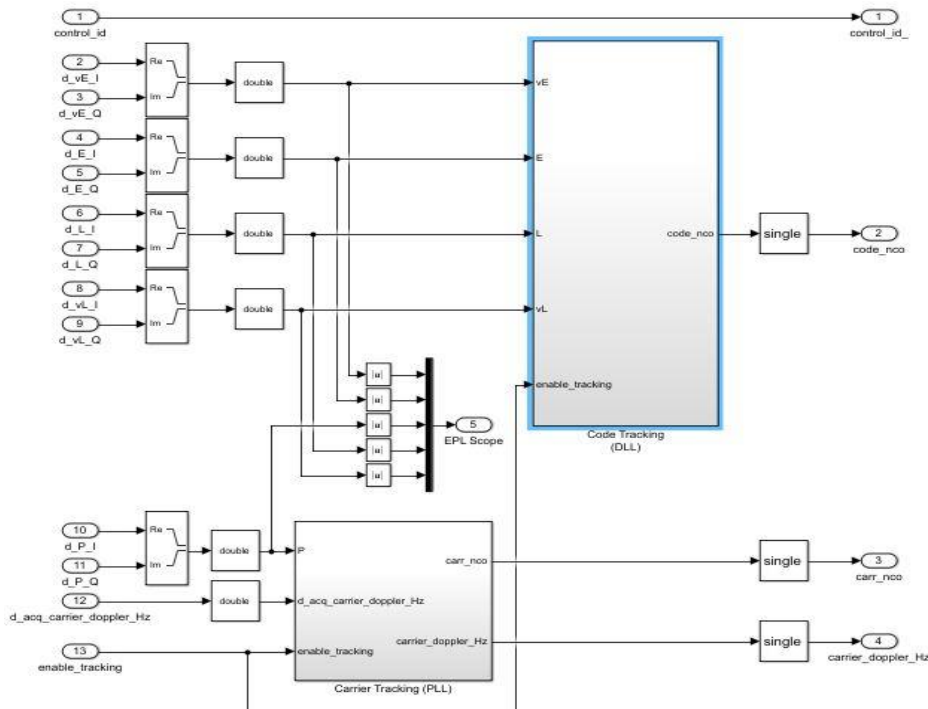 1
control_id
1
control_id_
2
d_vE_I
3
d_vE_Q
Re
Im
double
vE
4
d_E_I
5
d_E_Q
Re
Im
double
E
6
d_L_I
7
d_L_Q
Re
Im
double
L
8
d_vL_I
9
d_vL_Q
Re
Im
double
vL
code_nco
single
2
code_nco
enable_tracking
Code Tracking
(DLL)
|u|
|u|
|u|
|u|
|u|
5
EPL Scope
10
d_P_I
11
d_P_Q
Re
Im
double
P
12
d_acq_carrier_doppler_Hz
double
d_acq_carrier_doppler_Hz
13
enable_tracking
enable_tracking
carr_nco
carrier_doppler_Hz
Carrier Tracking (PLL)
single
3
carr_nco
single
4
carrier_doppler_Hz